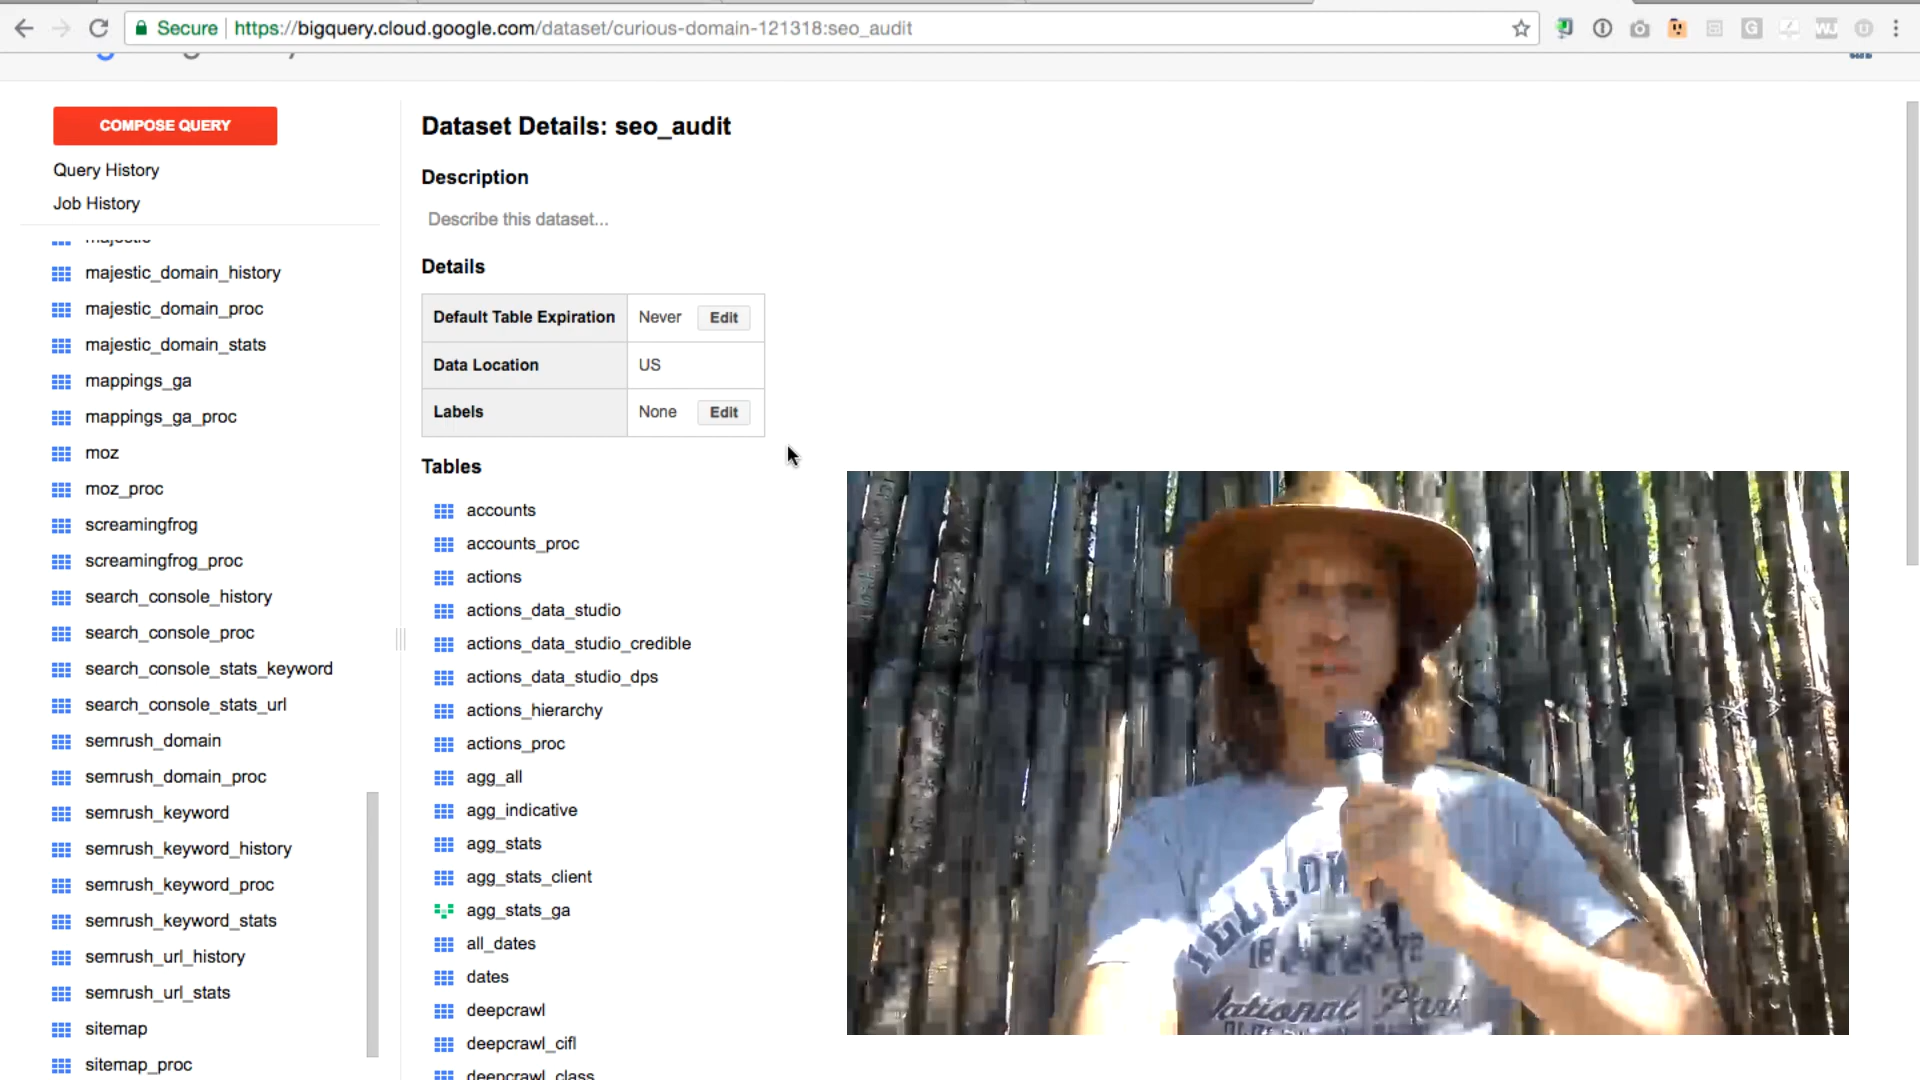 Secure https://bigquery.cloud.google.com/dataset/curious-domain-121318:seo_audit
COMPOSE QUERY
Query History
Job History
majestic
majestic_domain_history
majestic_domain_proc
majestic_domain_stats
mappings_ga
mappings_ga_proc
moz
moz_proc
screamingfrog
screamingfrog_proc
search_console_history
search_console_proc
search_console_stats_keyword
search_console_stats_url
semrush_domain
semrush_domain_proc
semrush_keyword
semrush_keyword_history
semrush_keyword_proc
semrush_keyword_stats
semrush_url_history
semrush_url_stats
sitemap
sitemap_proc
Dataset Details: seo_audit
Description
Describe this dataset...
Details
Default Table Expiration Never Edit
Data Location US
Labels None Edit
Tables
accounts
accounts_proc
actions
actions_data_studio
actions_data_studio_credible
actions_data_studio_dps
actions_hierarchy
actions_proc
agg_all
agg_indicative
agg_stats
agg_stats_client
agg_stats_ga
all_dates
dates
deepcrawl
deepcrawl_cifl
deepcrawl_class